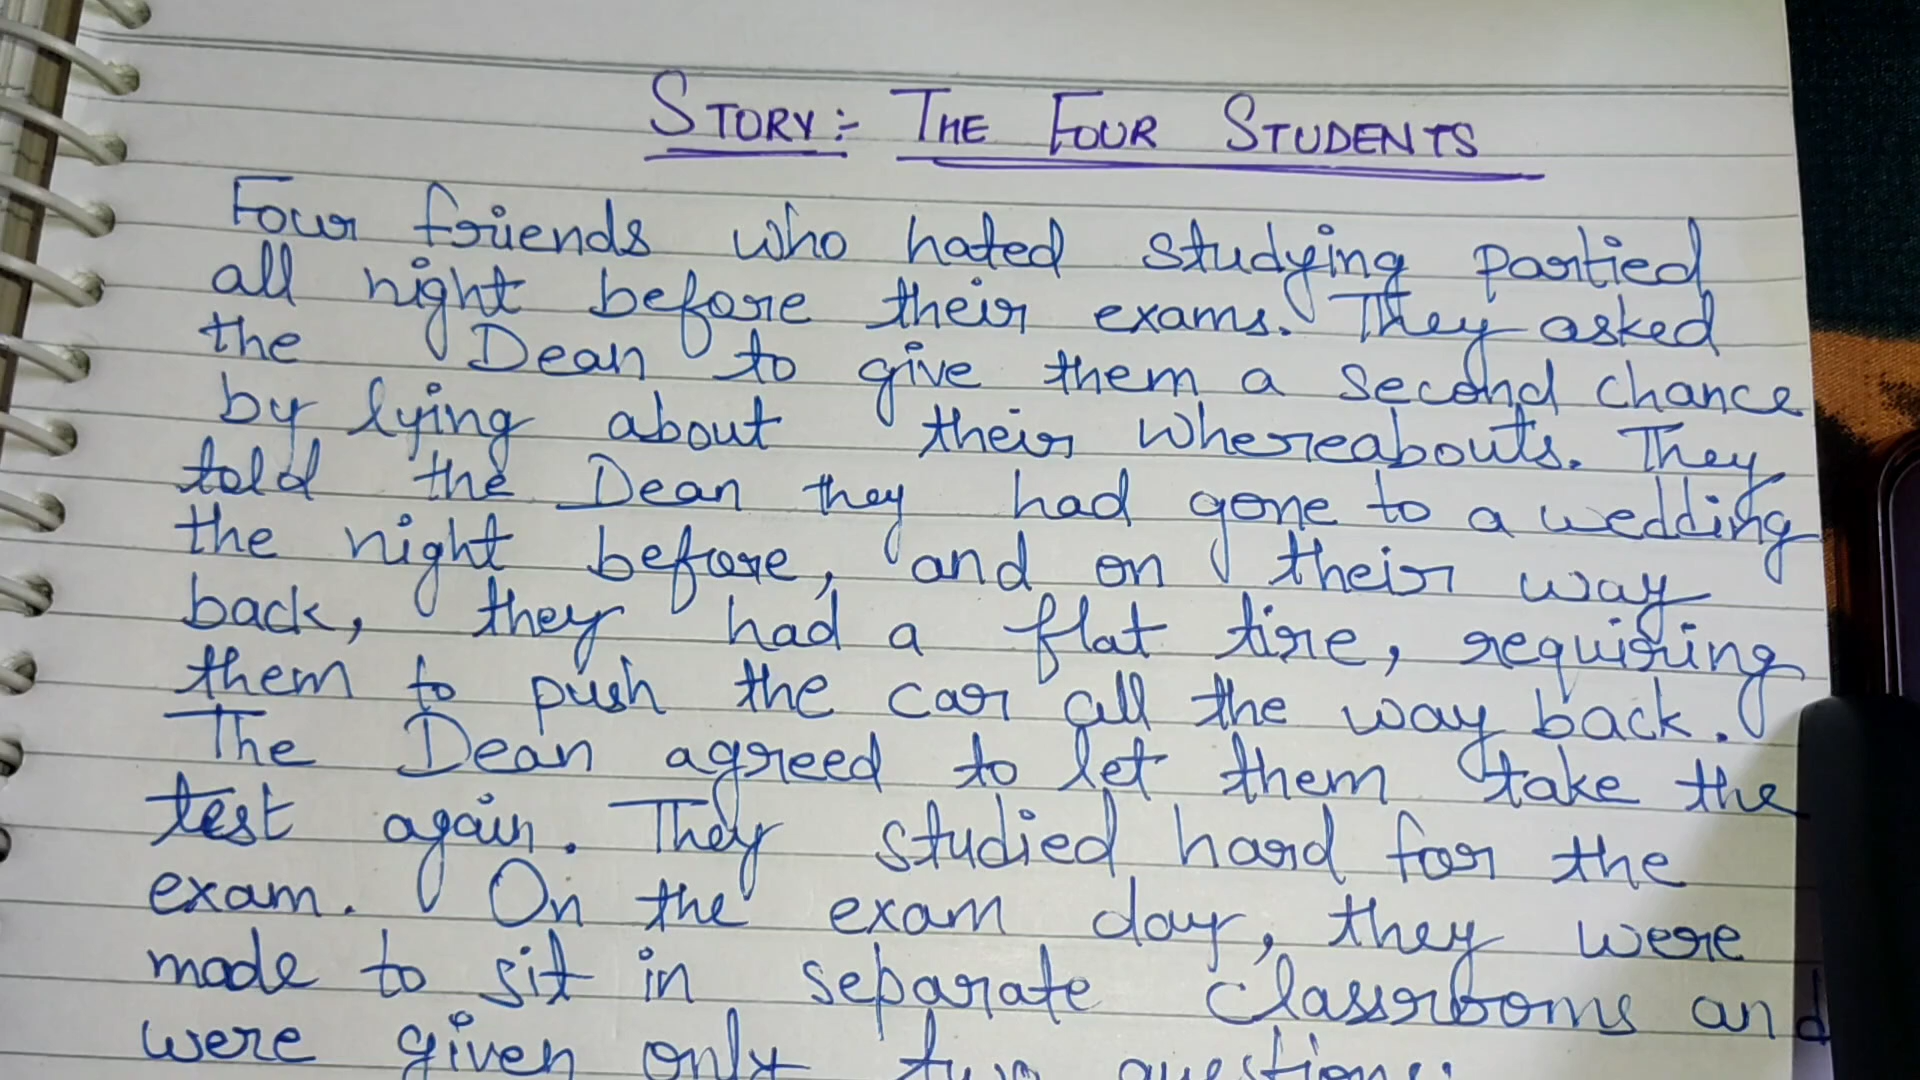 STORY:- THE FOUR STUDENTS
Four friends who hated studying partied
all night before their exams. They asked
the Dean to give them a second chance
by lying about their whereabouts. They
told the Dean they had gone to a wedding
the night before, and on their way
back, they had a flat tire, requiring
them to push the car all the way back.
The Dean agreed to let them take the
test again. They studied hard for the
exam. On the exam day, they were
made to sit in separate classrooms and
were given only two questions: